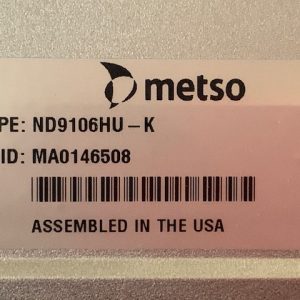 metso
PE: ND9106HU – K
ID: MA0146508
ASSEMBLED IN THE USA